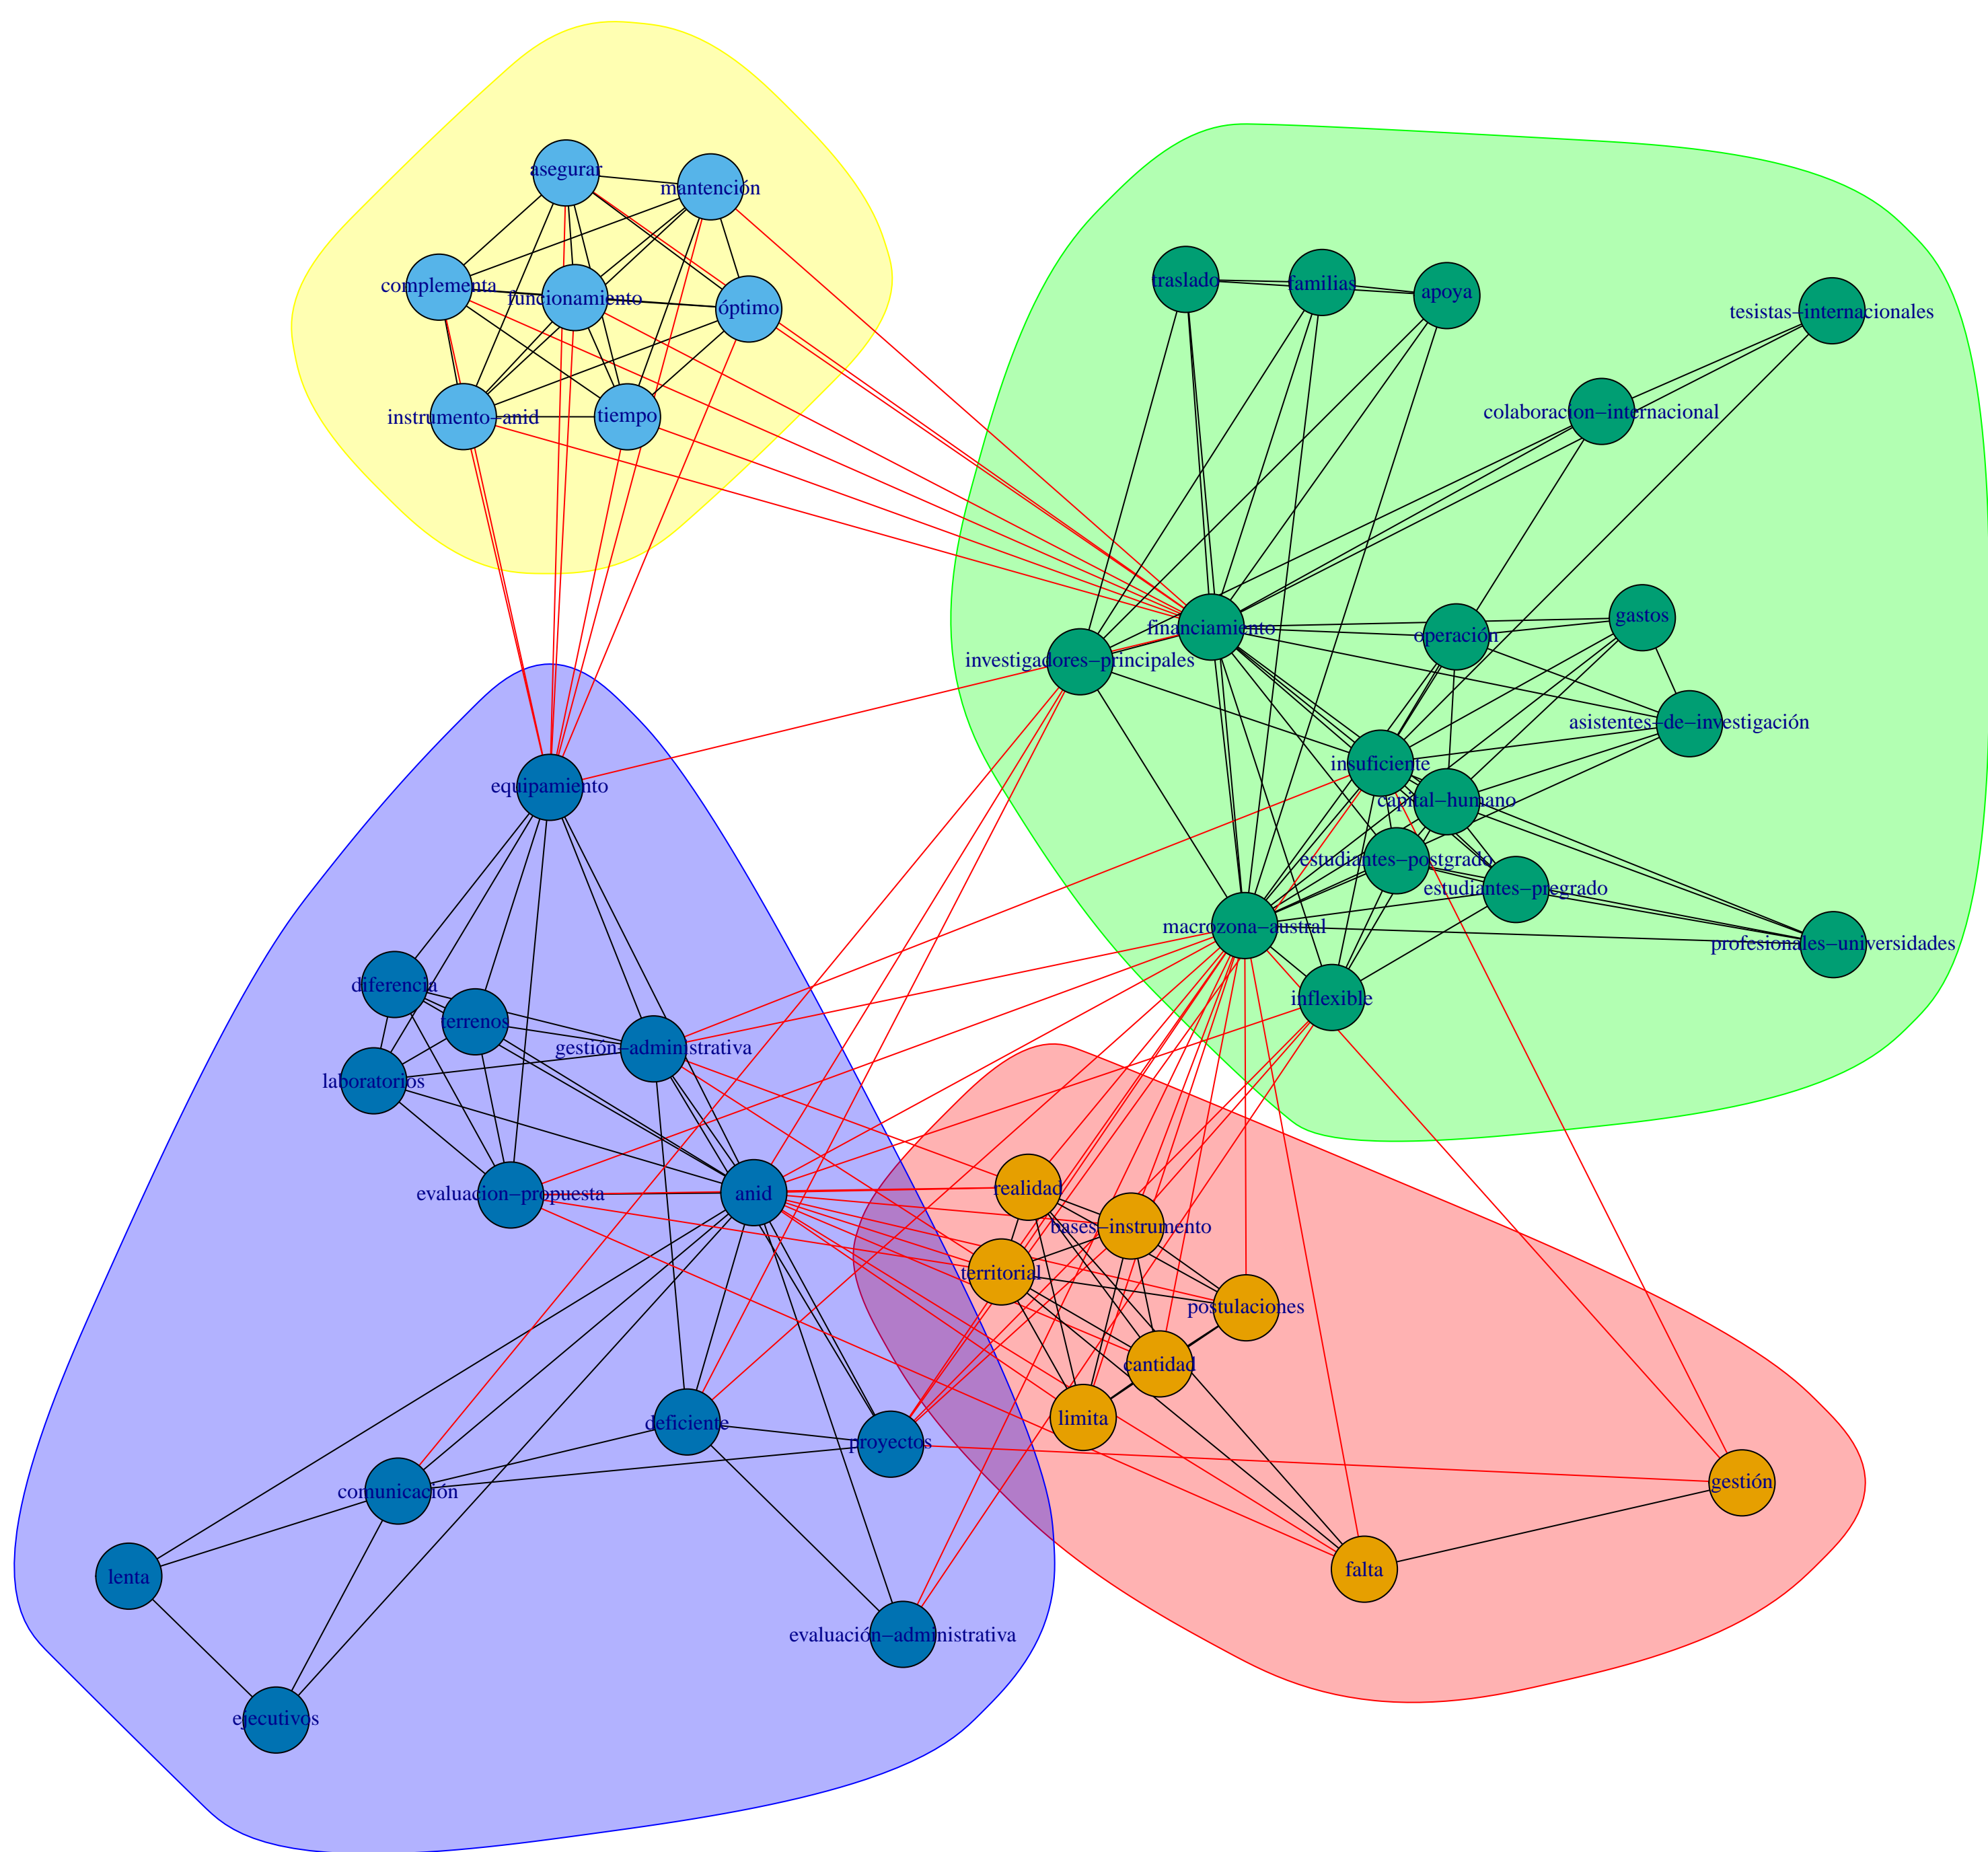 asegurar
mantención
complementa
funcionamiento
óptimo
instrumento−anid
tiempo
traslado
familias
apoya
tesistas−internacionales
colaboracion−internacional
financiamiento
operación
gastos
investigadores−principales
asistentes−de−investigación
insuficiente
capital−humano
estudiantes−postgrado
estudiantes−pregrado
macrozona−austral
profesionales−universidades
inflexible
equipamiento
diferencia
terrenos
gestión−administrativa
laboratorios
evaluacion−propuesta
anid
realidad
bases−instrumento
territorial
postulaciones
cantidad
limita
deficiente
proyectos
comunicación
gestión
falta
lenta
evaluación−administrativa
ejecutivos